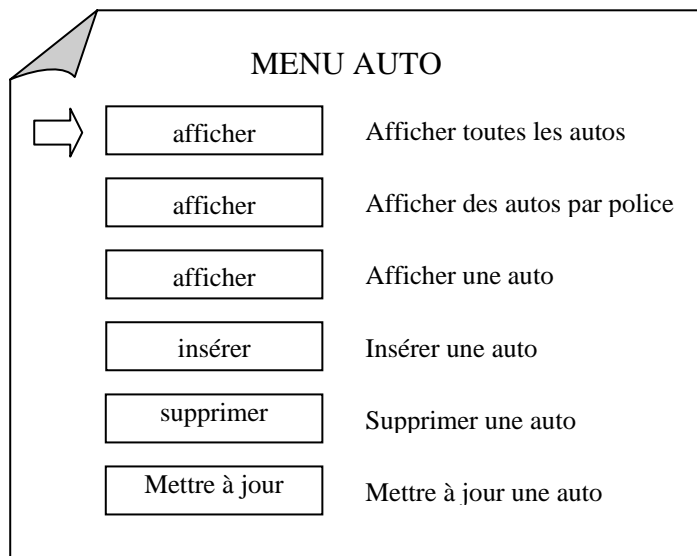 MENU AUTO
afficher Afficher toutes les autos
afficher Afficher des autos par police
afficher Afficher une auto
insérer Insérer une auto
supprimer Supprimer une auto
Mettre à jour Mettre à jour une auto